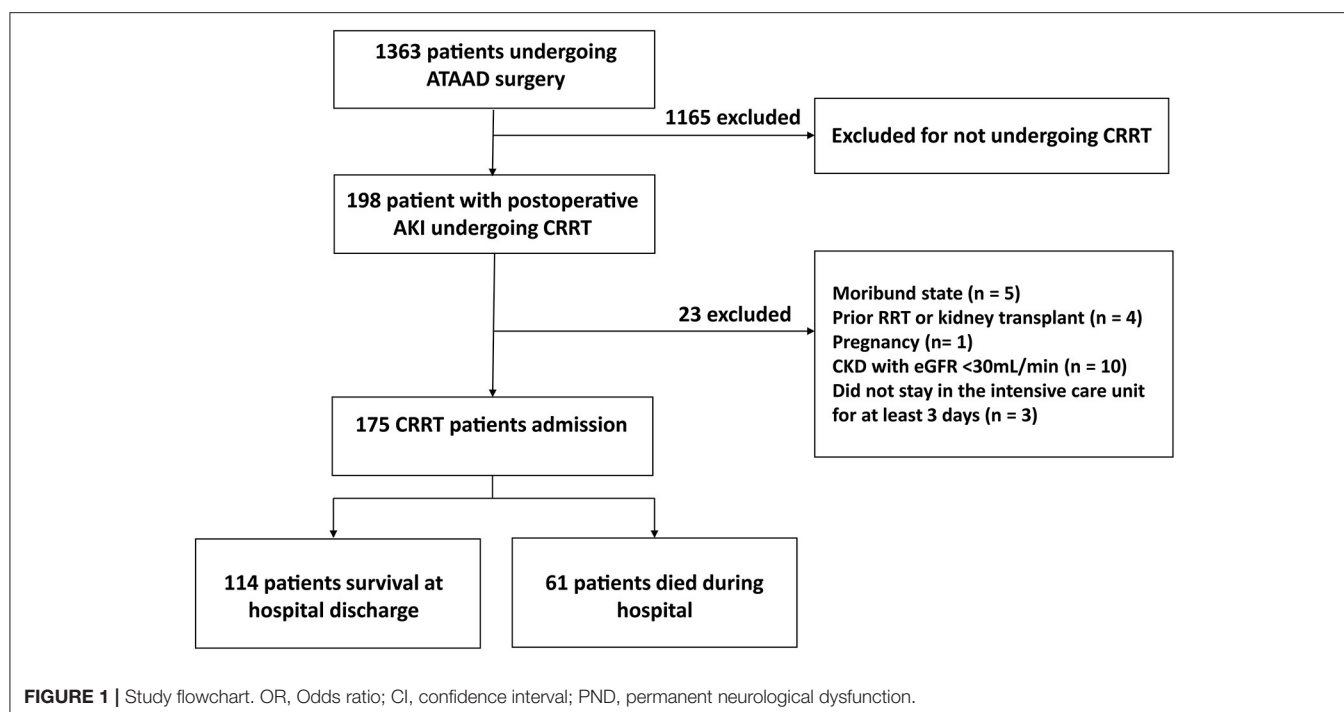 1363 patients undergoing
ATAAD surgery
1165 excluded
Excluded for not undergoing CRRT
198 patient with postoperative
AKI undergoing CRRT
23 excluded
Moribund state (n = 5)
Prior RRT or kidney transplant (n = 4)
Pregnancy (n= 1)
CKD with eGFR <30mL/min (n = 10)
Did not stay in the intensive care unit
for at least 3 days (n = 3)
175 CRRT patients admission
114 patients survival at
hospital discharge
61 patients died during
hospital
FIGURE 1 | Study flowchart. OR, Odds ratio; CI, confidence interval; PND, permanent neurological dysfunction.